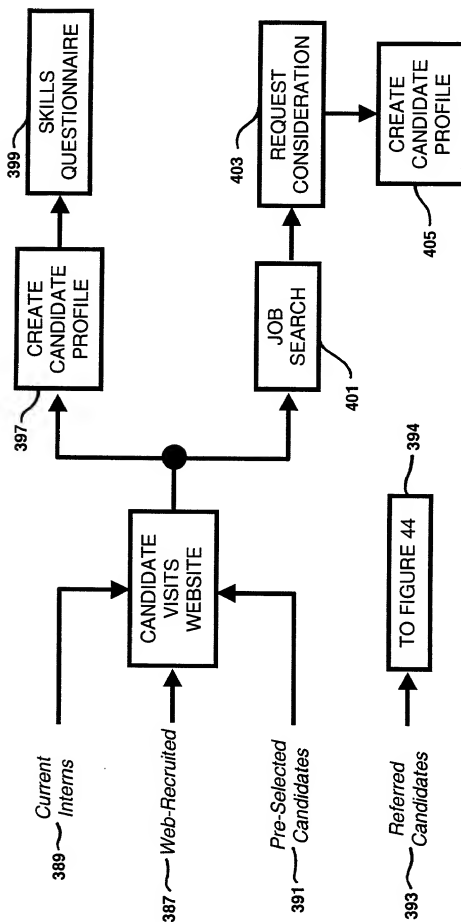 389
Current
Interns
387
Web-Recruited
391
Pre-Selected
Candidates
393
Referred
Candidates
CANDIDATE
VISITS
WEBSITE
TO FIGURE 44
394
397
CREATE
CANDIDATE
PROFILE
399
SKILLS
QUESTIONNAIRE
JOB
SEARCH
401
403
REQUEST
CONSIDERATION
CREATE
CANDIDATE
PROFILE
405